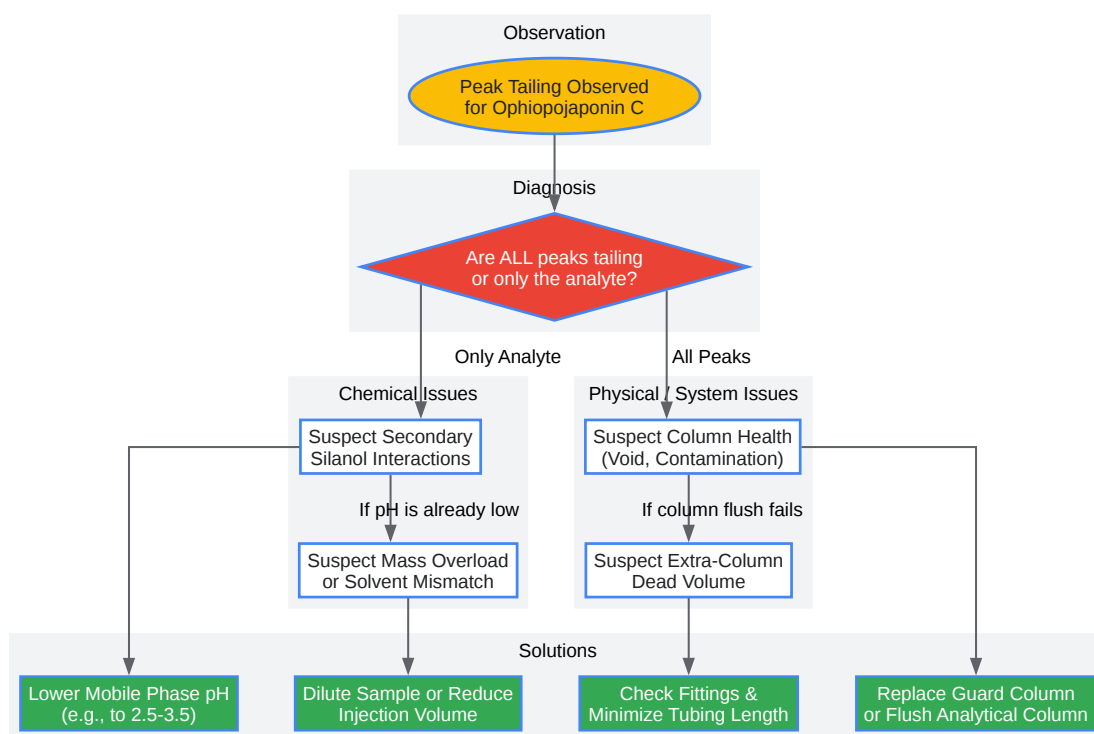 Observation
Peak Tailing Observed
for Ophiopojaponin C
Diagnosis
Are ALL peaks tailing
or only the analyte?
Only Analyte
All Peaks
Chemical Issues
Physical / System Issues
Suspect Secondary
Silanol Interactions
Suspect Column Health
(Void, Contamination)
If pH is already low
If column flush fails
Suspect Mass Overload
or Solvent Mismatch
Suspect Extra-Column
Dead Volume
Solutions
Lower Mobile Phase pH
(e.g., to 2.5-3.5)
Dilute Sample or Reduce
Injection Volume
Check Fittings &
Minimize Tubing Length
Replace Guard Column
or Flush Analytical Column